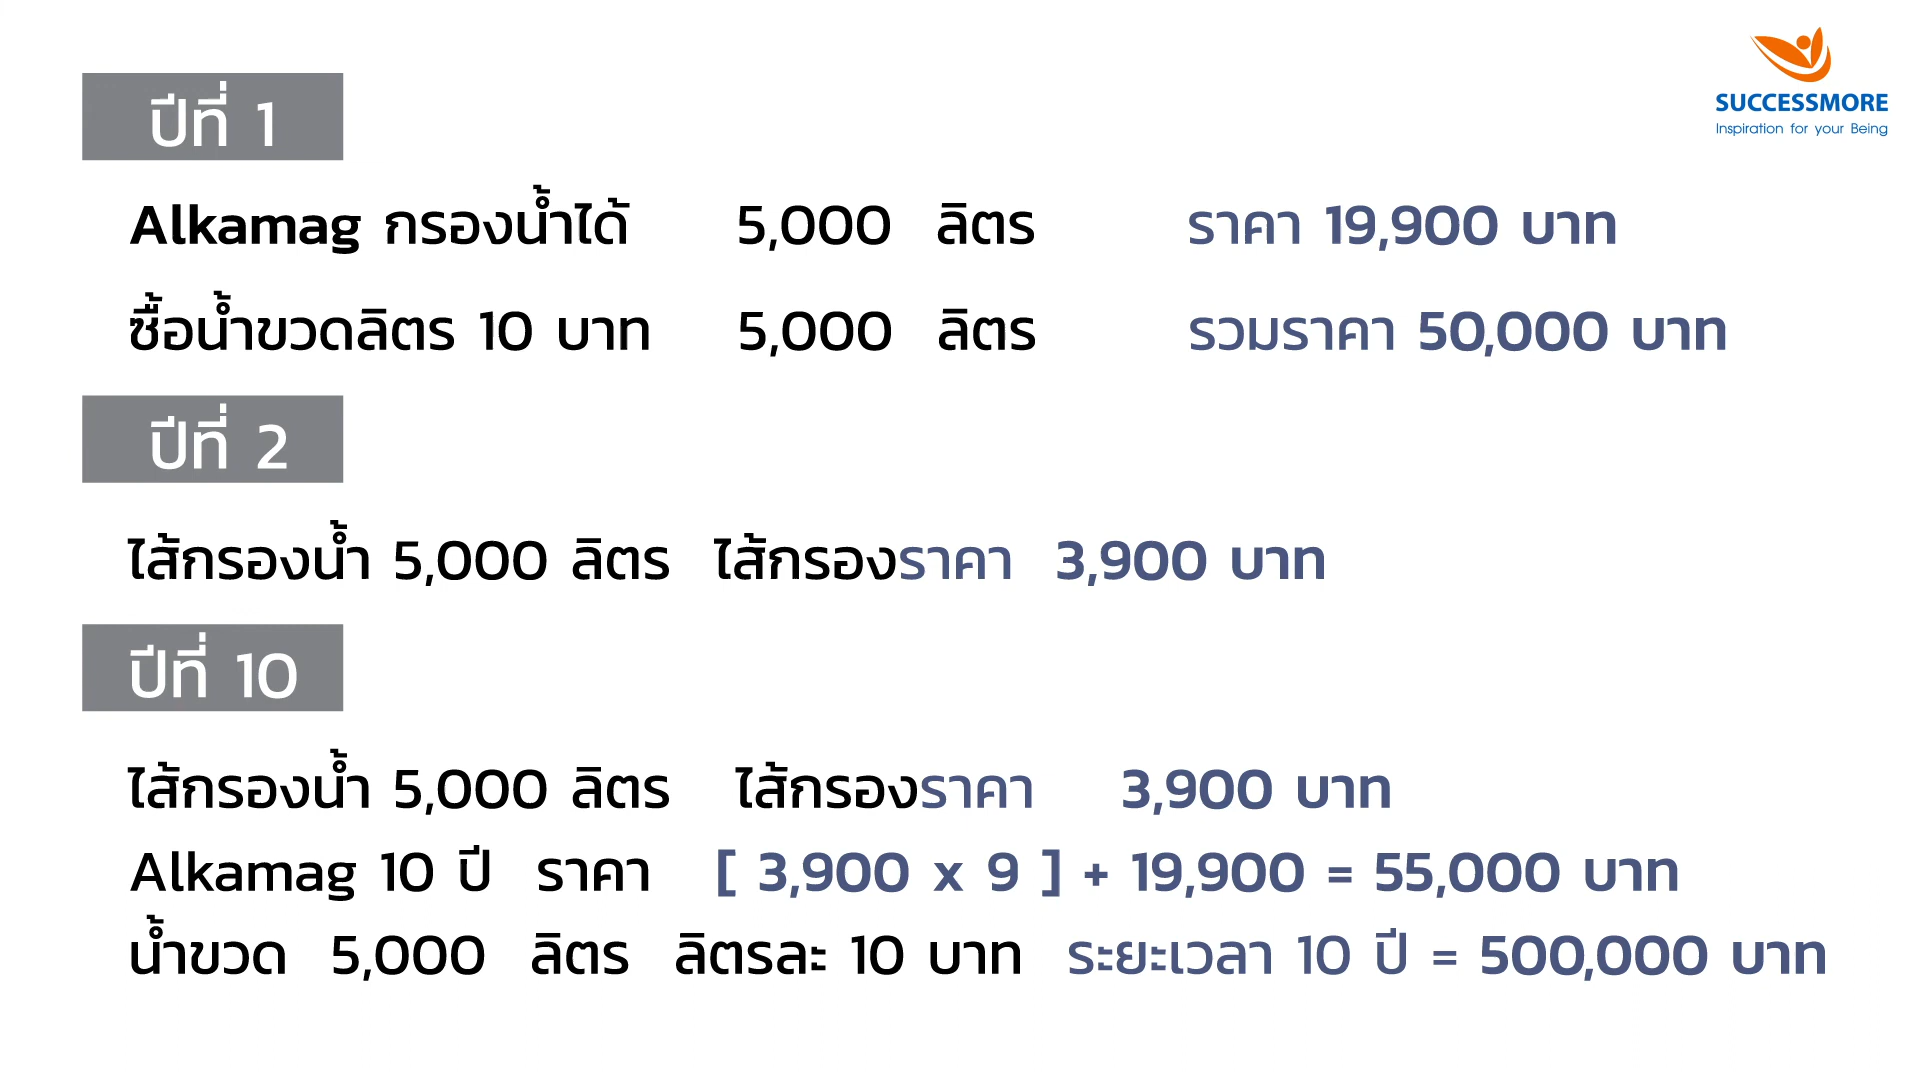 SUCCESSMORE
Inspiration for your Being
ปีที่ 1
Alkamag กรองน้ำได้ 5,000 ลิตร ราคา 19,900 บาท
ซื้อน้ำขวดลิตร 10 บาท 5,000 ลิตร รวมราคา 50,000 บาท
ปีที่ 2
ไส้กรองน้ำ 5,000 ลิตร ไส้กรองราคา 3,900 บาท
ปีที่ 10
ไส้กรองน้ำ 5,000 ลิตร ไส้กรองราคา 3,900 บาท
Alkamag 10 ปี ราคา [ 3,900 x 9 ] + 19,900 = 55,000 บาท
น้ำขวด 5,000 ลิตร ลิตรละ 10 บาท ระยะเวลา 10 ปี = 500,000 บาท